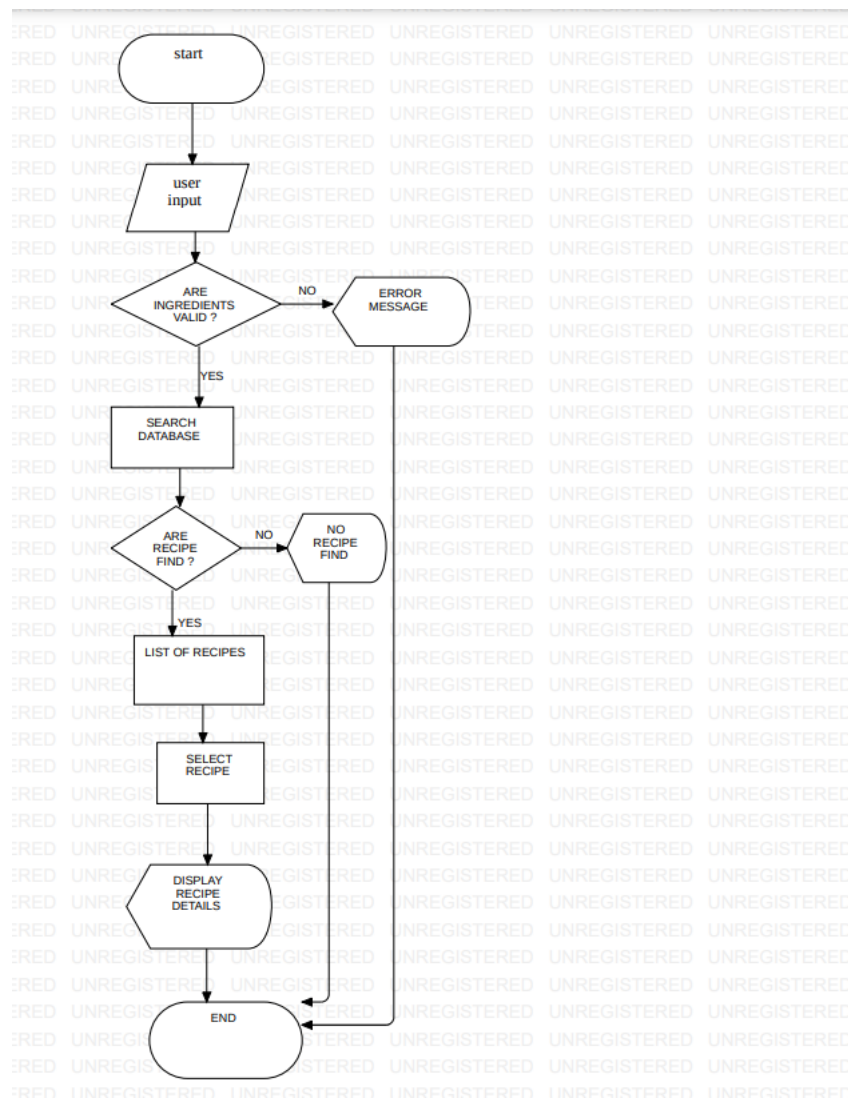 start
user
input
ARE
INGREDIENTS
VALID ?
NO
ERROR
MESSAGE
YES
SEARCH
DATABASE
ARE
RECIPE
FIND ?
NO
NO
RECIPE
FIND
YES
LIST OF RECIPES
SELECT
RECIPE
DISPLAY
RECIPE
DETAILS
END
UNREGISTERED